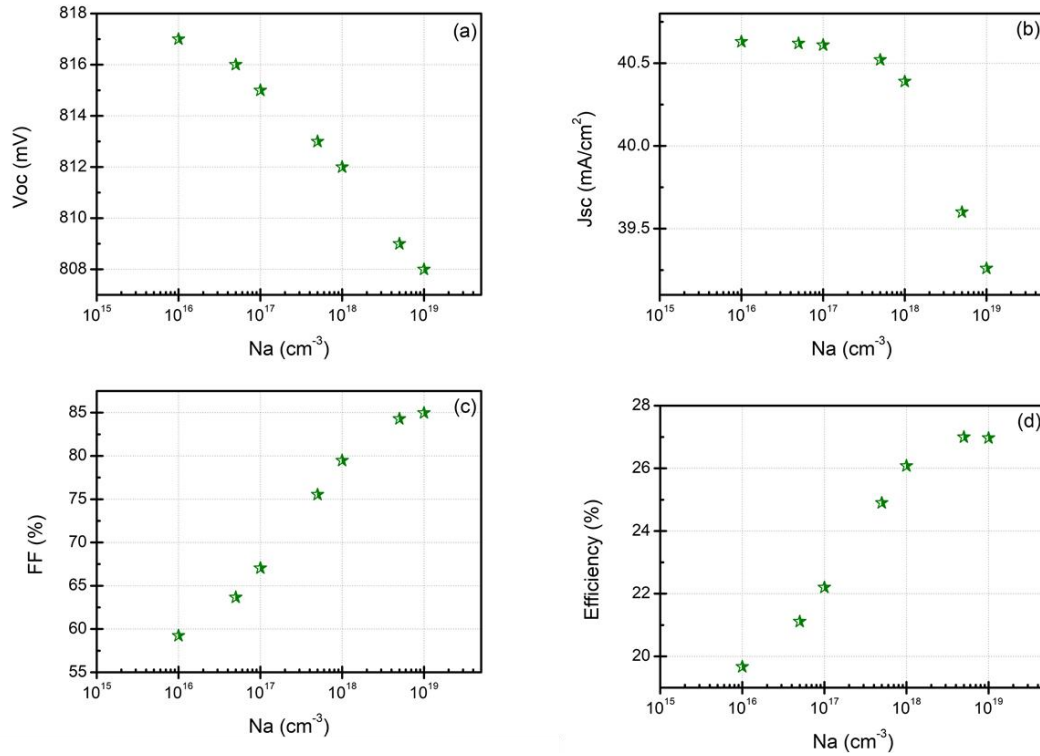 818
816
814
812
810
808
Voc (mV)
(a)
10¹⁵ 10¹⁶ 10¹⁷ 10¹⁸ 10¹⁹
Na (cm⁻³)
40.5
40.0
39.5
Jsc (mA/cm²)
(b)
10¹⁵ 10¹⁶ 10¹⁷ 10¹⁸ 10¹⁹
Na (cm⁻³)
85
80
75
70
65
60
55
FF (%)
(c)
10¹⁵ 10¹⁶ 10¹⁷ 10¹⁸ 10¹⁹
Na (cm⁻³)
28
26
24
22
20
Efficiency (%)
(d)
10¹⁵ 10¹⁶ 10¹⁷ 10¹⁸ 10¹⁹
Na (cm⁻³)